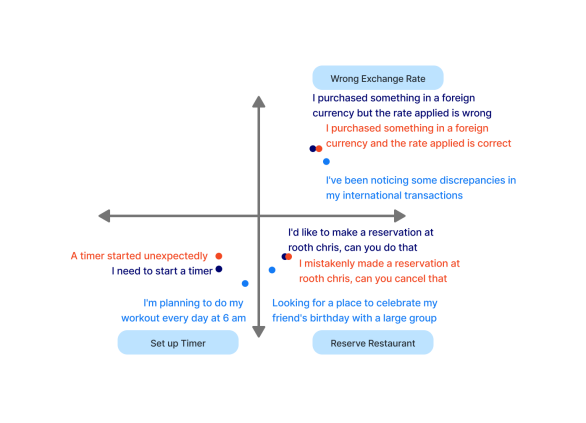 Wrong Exchange Rate
I purchased something in a foreign
currency but the rate applied is wrong
I purchased something in a foreign
currency and the rate applied is correct
I've been noticing some discrepancies in
my international transactions
I'd like to make a reservation at
rooth chris, can you do that
I mistakenly made a reservation at
rooth chris, can you cancel that
Looking for a place to celebrate my
friend's birthday with a large group
Reserve Restaurant
A timer started unexpectedly
I need to start a timer
I'm planning to do my
workout every day at 6 am
Set up Timer